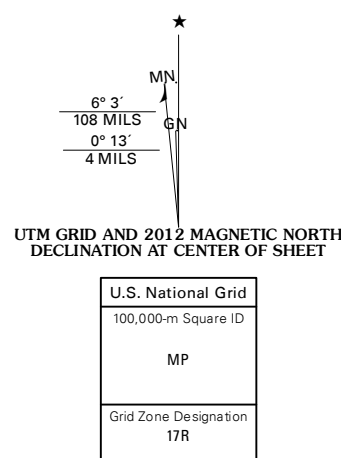 ★
MN
6° 3´
108 MILS
GN
0° 13´
4 MILS
UTM GRID AND 2012 MAGNETIC NORTH
DECLINATION AT CENTER OF SHEET
U.S. National Grid
100,000-m Square ID
MP
Grid Zone Designation
17R